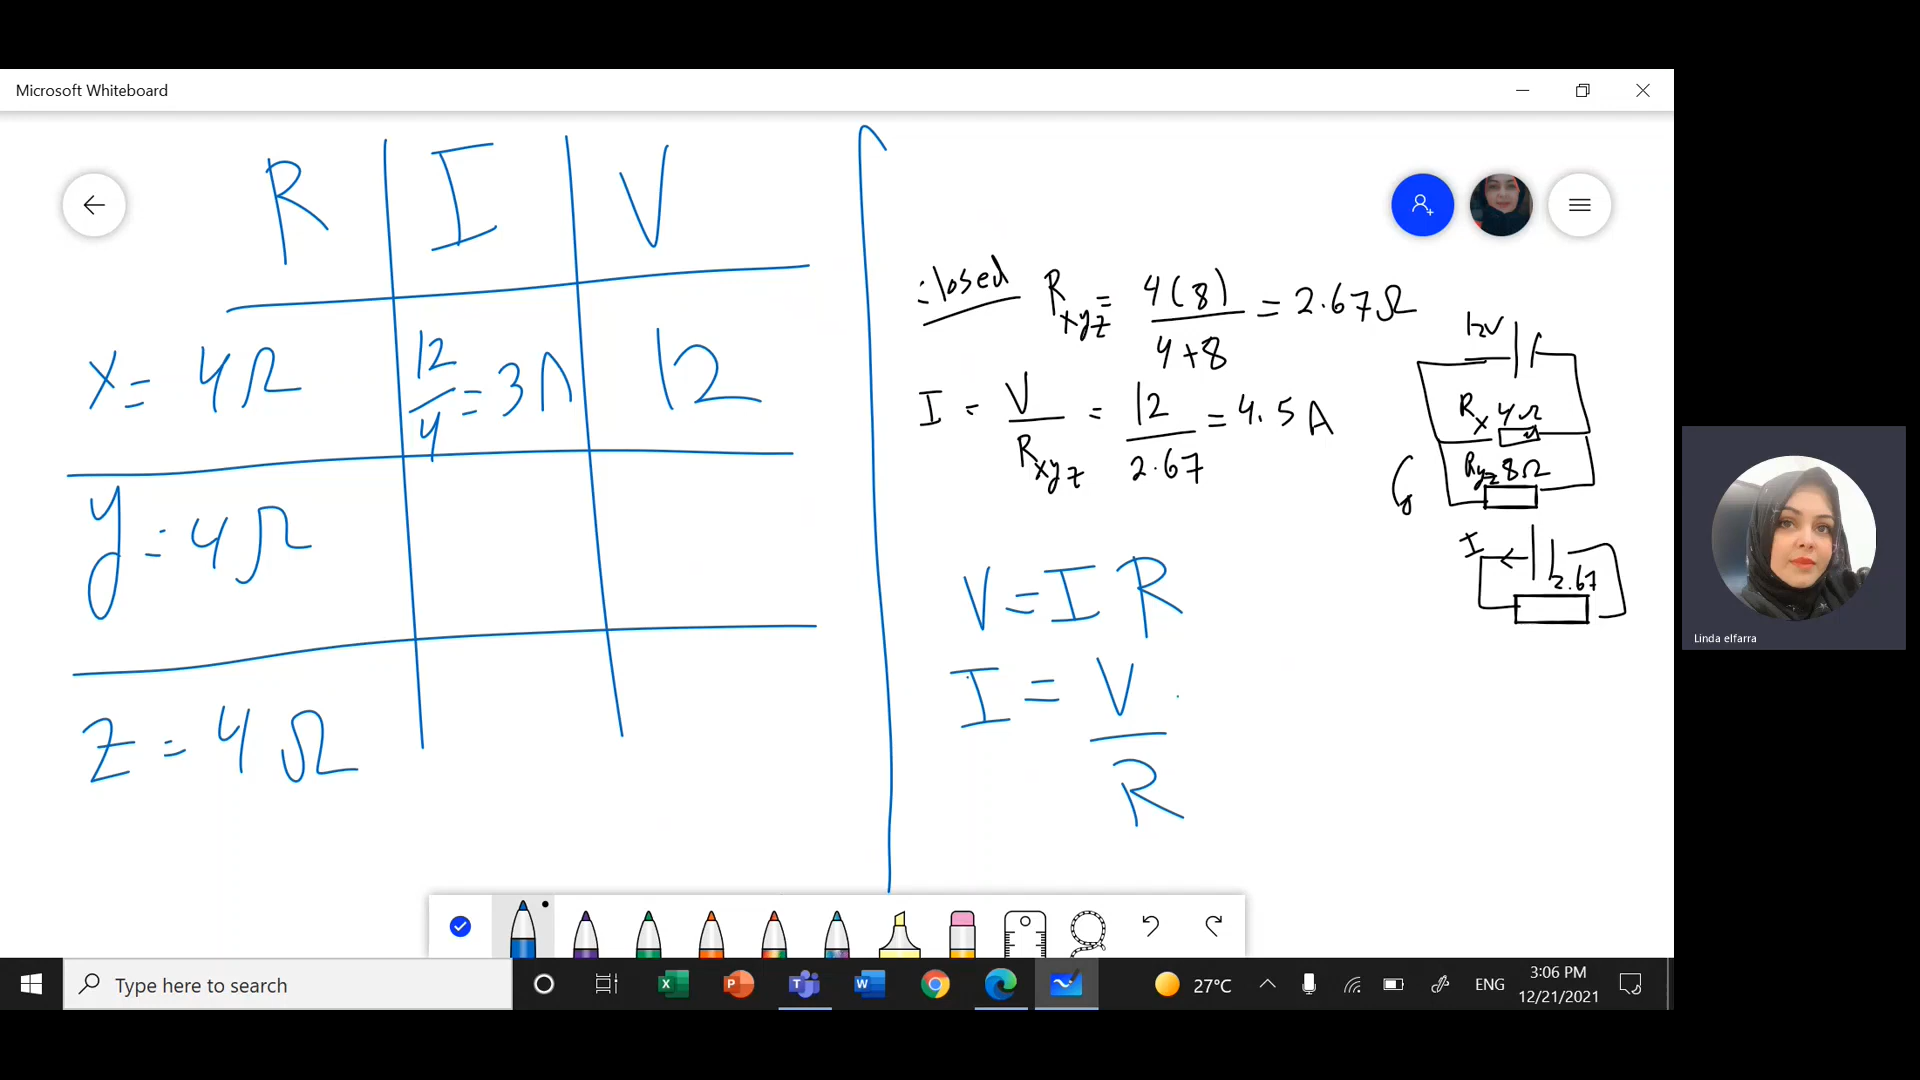 Microsoft Whiteboard
R I V
x = 4Ω 12/4 = 3A 12
y = 4Ω
z = 4Ω
closed Rxyz = 4(8)/4+8 = 2.67Ω
I = V/Rxyz = 12/2.67 = 4.5 A
V = I R
I = V/R
12V
Rx 4Ω
Ryz 8Ω
I
2.67
Linda elfarra
Type here to search
27°C
ENG
3:06 PM
12/21/2021